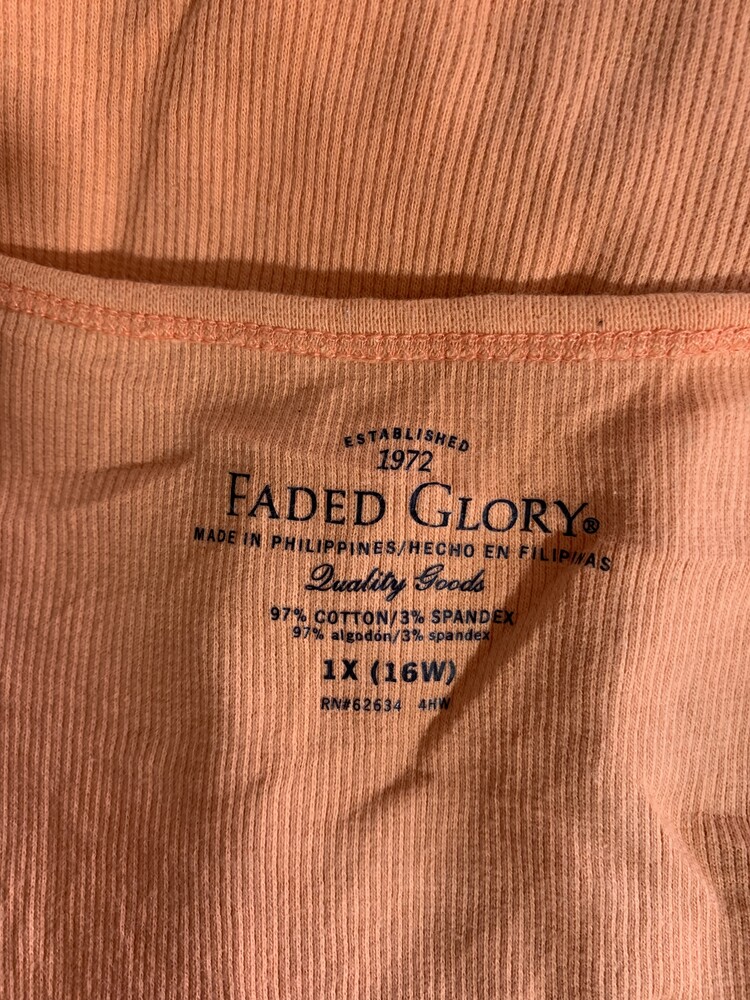 ESTABLISHED
1972
FADED GLORY®
MADE IN PHILIPPINES/HECHO EN FILIPINAS
Quality Goods
97% COTTON/3% SPANDEX
97% algodón/3% spandex
1X (16W)
RN#62634 4HW